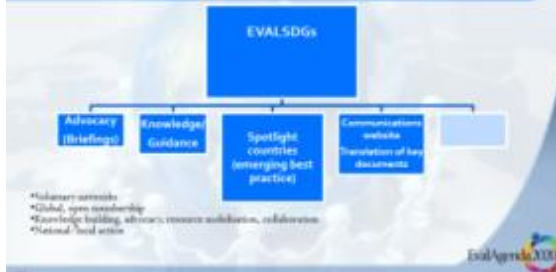 EVALSDGs
Advocacy
(Briefings)
Knowledge/
Guidance
Spotlight
countries
(emerging best
practice)
Communications
website
Translation of key
documents
•Voluntary networks
•Global, open membership
•Knowledge building, advocacy, resource mobilization, collaboration
•National/local action
EvalAgenda2020